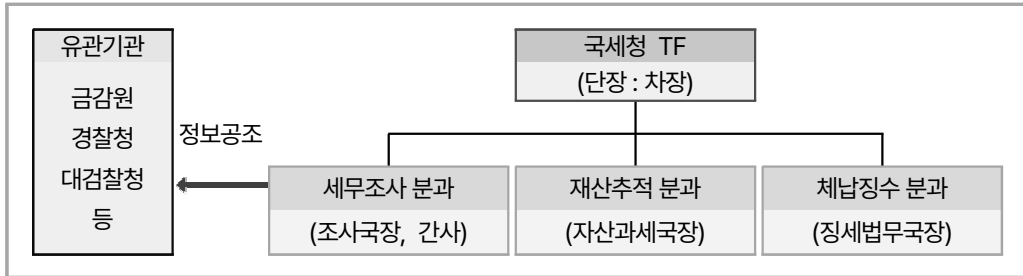 유관기관
금감원
경찰청
대검찰청
등
정보공조
국세청 TF
(단장 : 차장)
세무조사 분과
(조사국장, 간사)
재산추적 분과
(자산과세국장)
체납징수 분과
(징세법무국장)